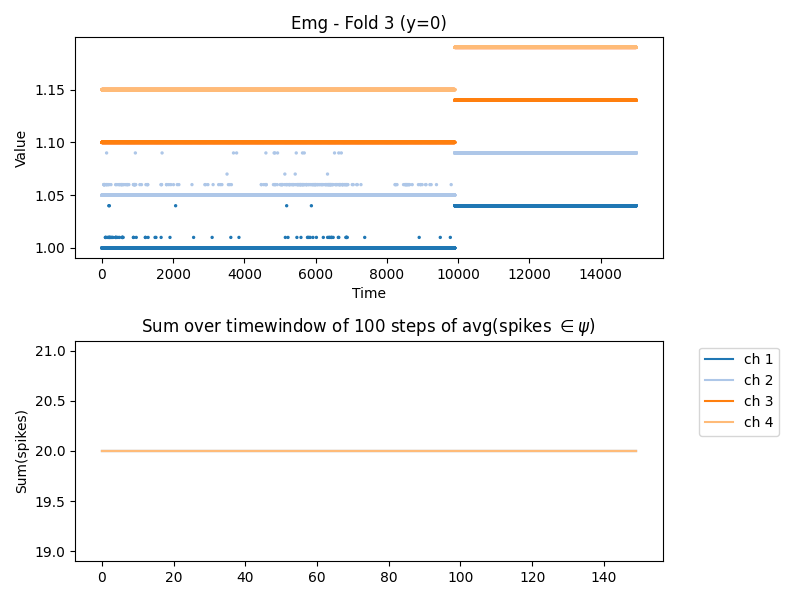 Emg - Fold 3 (y=0)
Value
1.15
1.10
1.05
1.00
0 2000 4000 6000 8000 10000 12000 14000
Time
Sum over timewindow of 100 steps of avg(spikes ∈ ψ)
Sum(spikes)
21.0
20.5
20.0
19.5
19.0
0 20 40 60 80 100 120 140
ch 1
ch 2
ch 3
ch 4